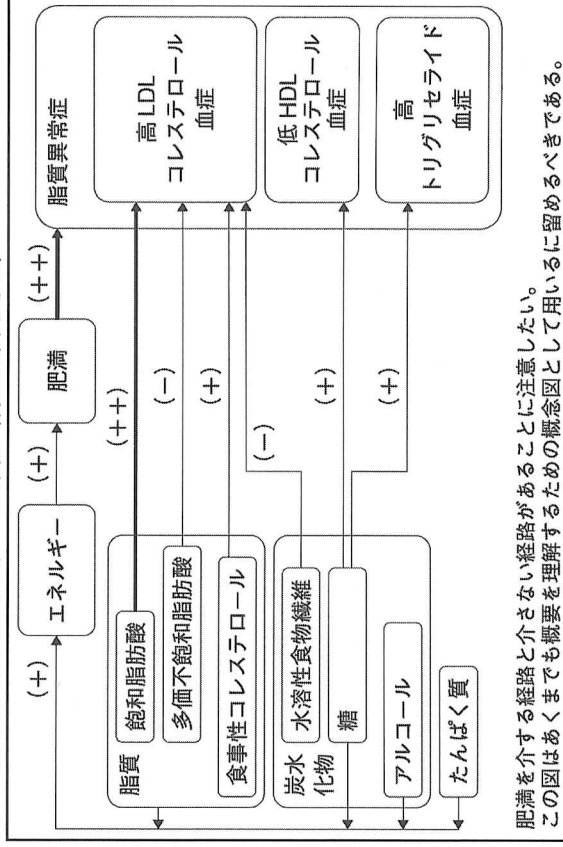 (+)
エネルギー
(+)
肥満
(++)
脂質異常症
高LDL
コレステロール
血症
低HDL
コレステロール
血症
高
トリグリセライド
血症
脂質
飽和脂肪酸
(++)
多価不飽和脂肪酸
(−)
食事性コレステロール
(+)
炭水
化物
水溶性食物繊維
(−)
糖
(+)
(+)
アルコール
たんぱく質
肥満を介する経路と介さない経路があることに注意したい。
この図はあくまでも概要を理解するための概念図として用いるに留めるべきである。